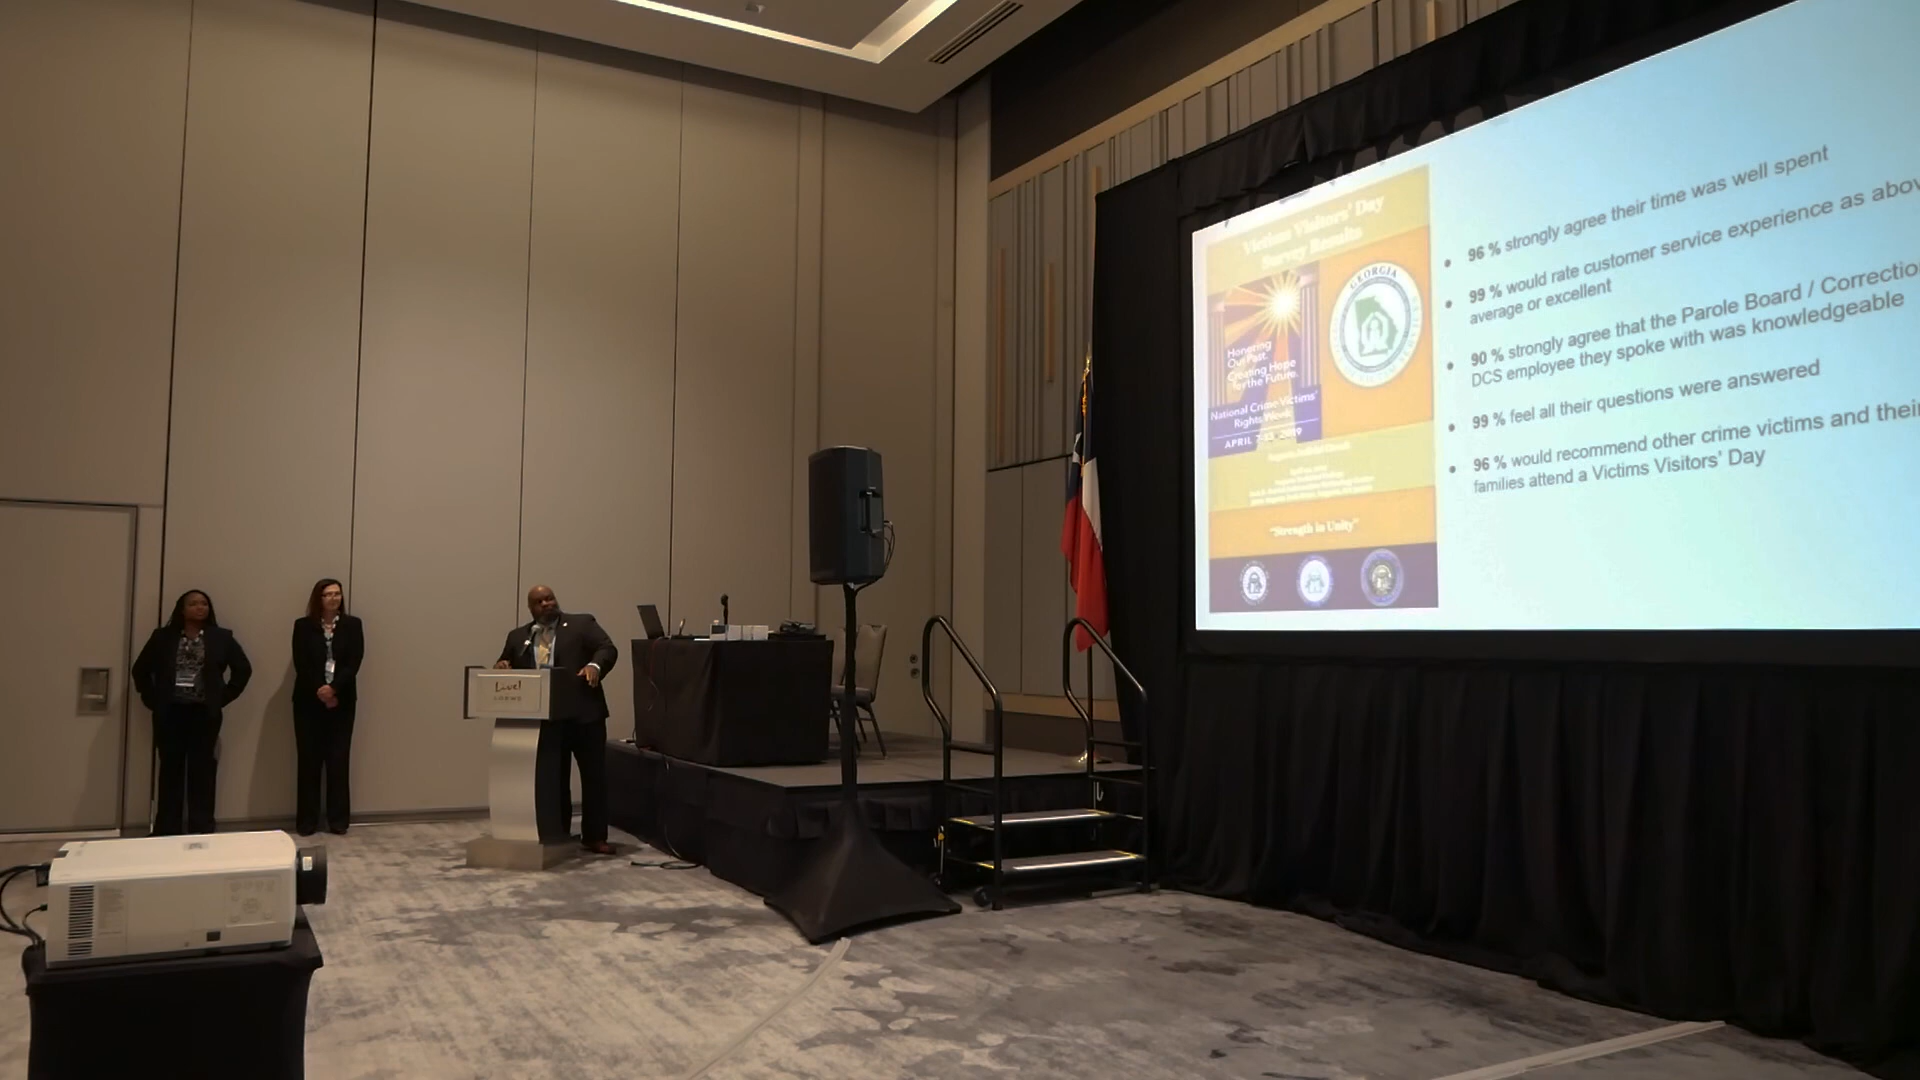 Victims Visitors' Day
Survey Results
GEORGIA
Honoring
Our Past.
Creating Hope
for the Future.
National Crime Victims'
Rights Week
APRIL 7-13 2019
"Strength in Unity"
• 96 % strongly agree their time was well spent
• 99 % would rate customer service experience as
average or excellent
• 90 % strongly agree that the Parole Board /
DCS employee they spoke with was knowledgeable
• 99 % feel all their questions were answered
• 96 % would recommend other crime victims and their
families attend a Victims Visitors' Day
Live!
LOEWS